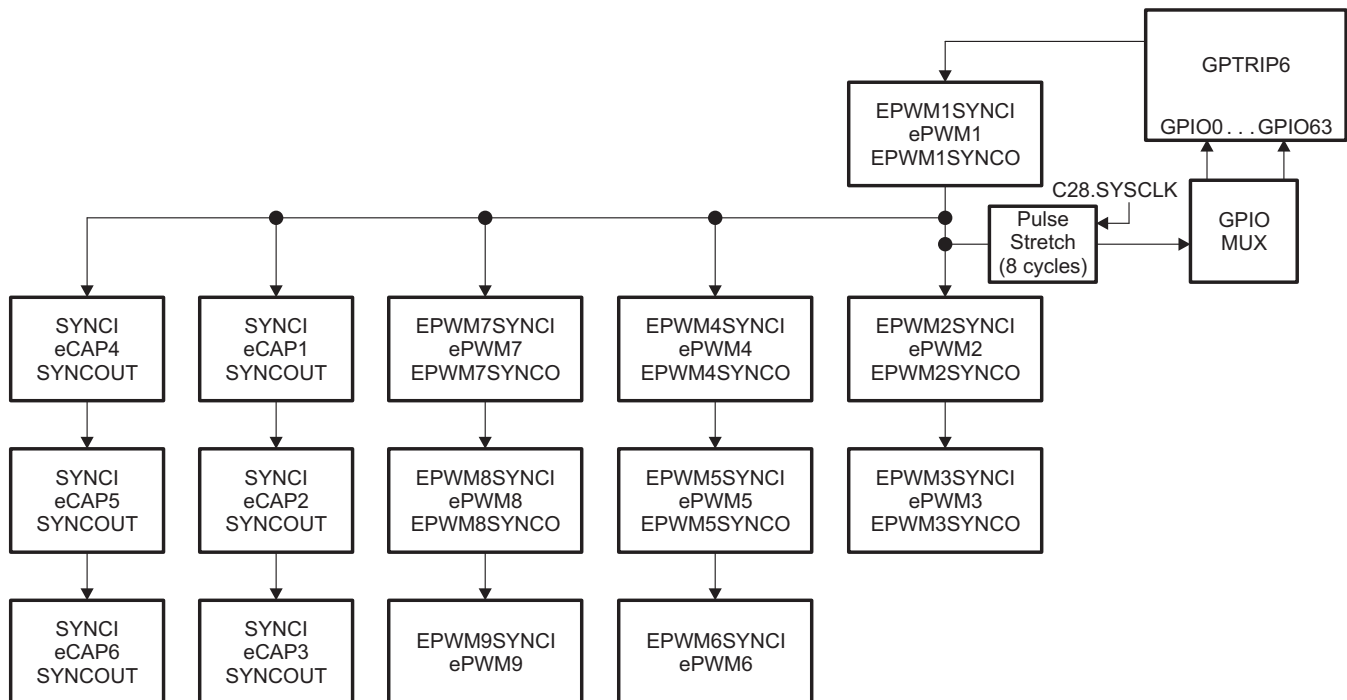 GPTRIP6
GPIO0 . . . GPIO63
EPWM1SYNCI
ePWM1
EPWM1SYNCO
C28.SYSCLK
Pulse
Stretch
(8 cycles)
GPIO
MUX
SYNCI
eCAP4
SYNCOUT
SYNCI
eCAP1
SYNCOUT
EPWM7SYNCI
ePWM7
EPWM7SYNCO
EPWM4SYNCI
ePWM4
EPWM4SYNCO
EPWM2SYNCI
ePWM2
EPWM2SYNCO
SYNCI
eCAP5
SYNCOUT
SYNCI
eCAP2
SYNCOUT
EPWM8SYNCI
ePWM8
EPWM8SYNCO
EPWM5SYNCI
ePWM5
EPWM5SYNCO
EPWM3SYNCI
ePWM3
EPWM3SYNCO
SYNCI
eCAP6
SYNCOUT
SYNCI
eCAP3
SYNCOUT
EPWM9SYNCI
ePWM9
EPWM6SYNCI
ePWM6